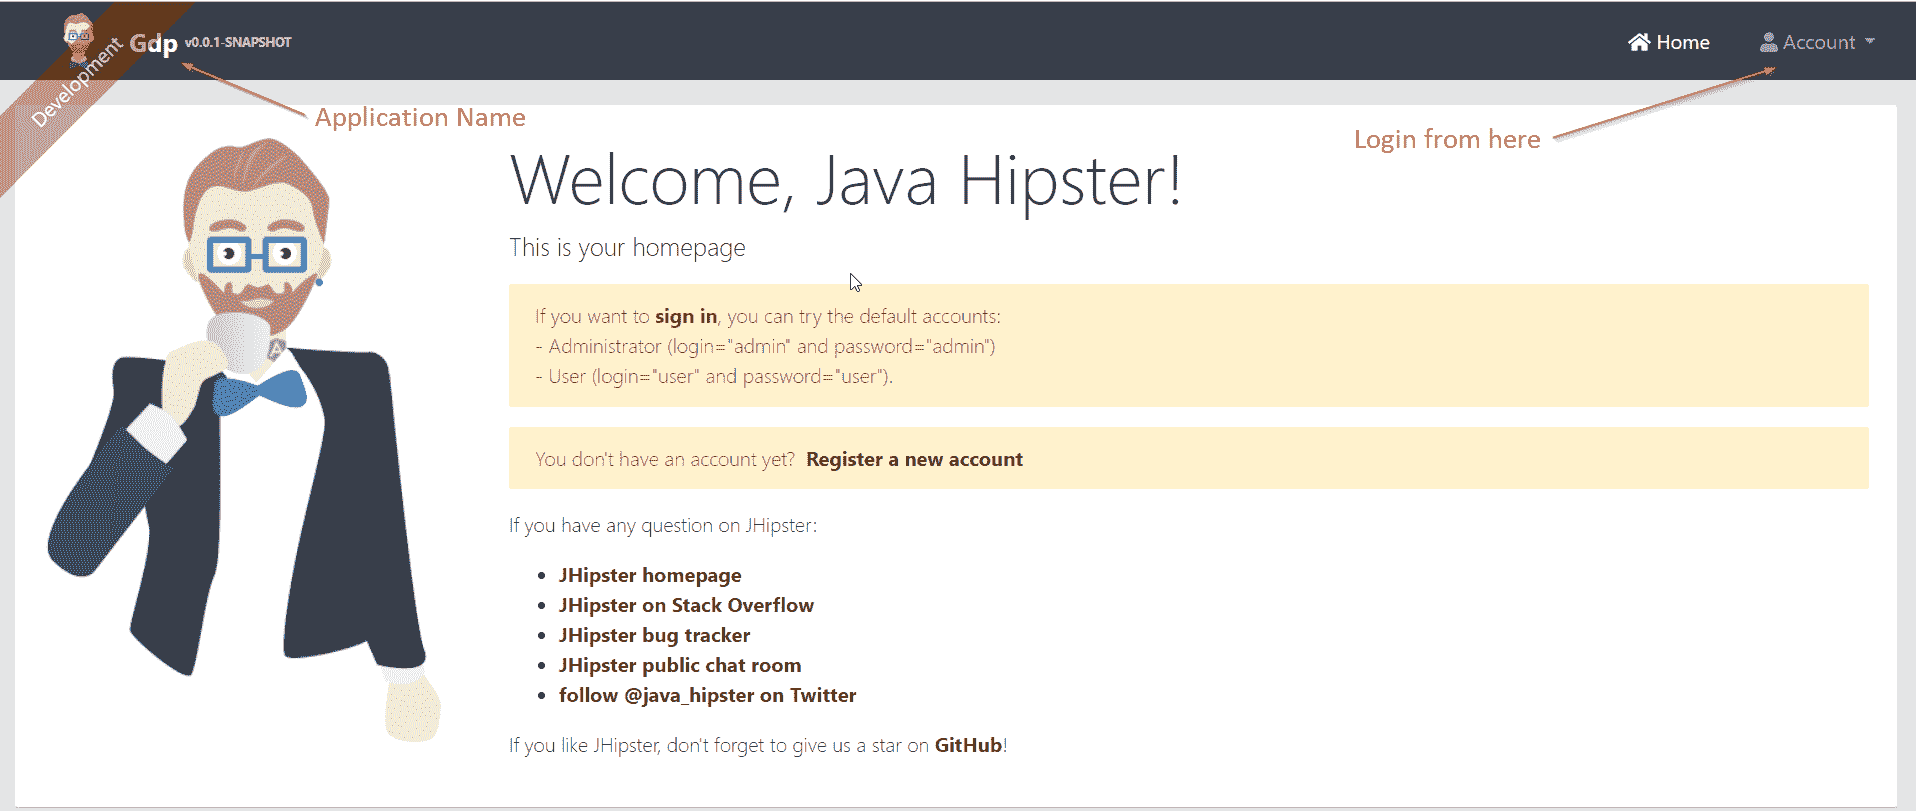 Development
Gdp v0.0.1-SNAPSHOT
Home
Account
Application Name
Login from here
Welcome, Java Hipster!
This is your homepage
If you want to sign in, you can try the default accounts:
- Administrator (login="admin" and password="admin")
- User (login="user" and password="user").
You don't have an account yet? Register a new account
If you have any question on JHipster:
• JHipster homepage
• JHipster on Stack Overflow
• JHipster bug tracker
• JHipster public chat room
• follow @java_hipster on Twitter
If you like JHipster, don't forget to give us a star on GitHub!